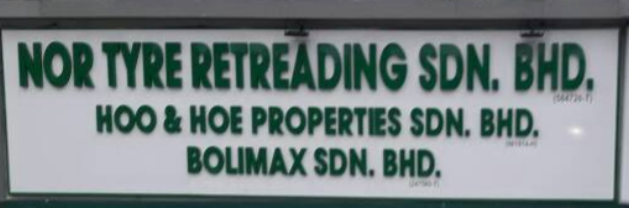 NOR TYRE RETREADING SDN. BHD.
HOO & HOE PROPERTIES SDN. BHD.
BOLIMAX SDN. BHD.